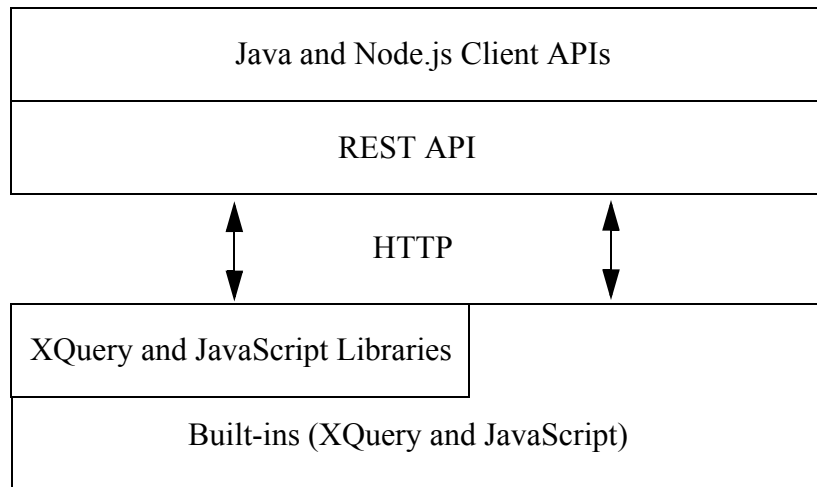 Java and Node.js Client APIs
REST API
HTTP
XQuery and JavaScript Libraries
Built-ins (XQuery and JavaScript)